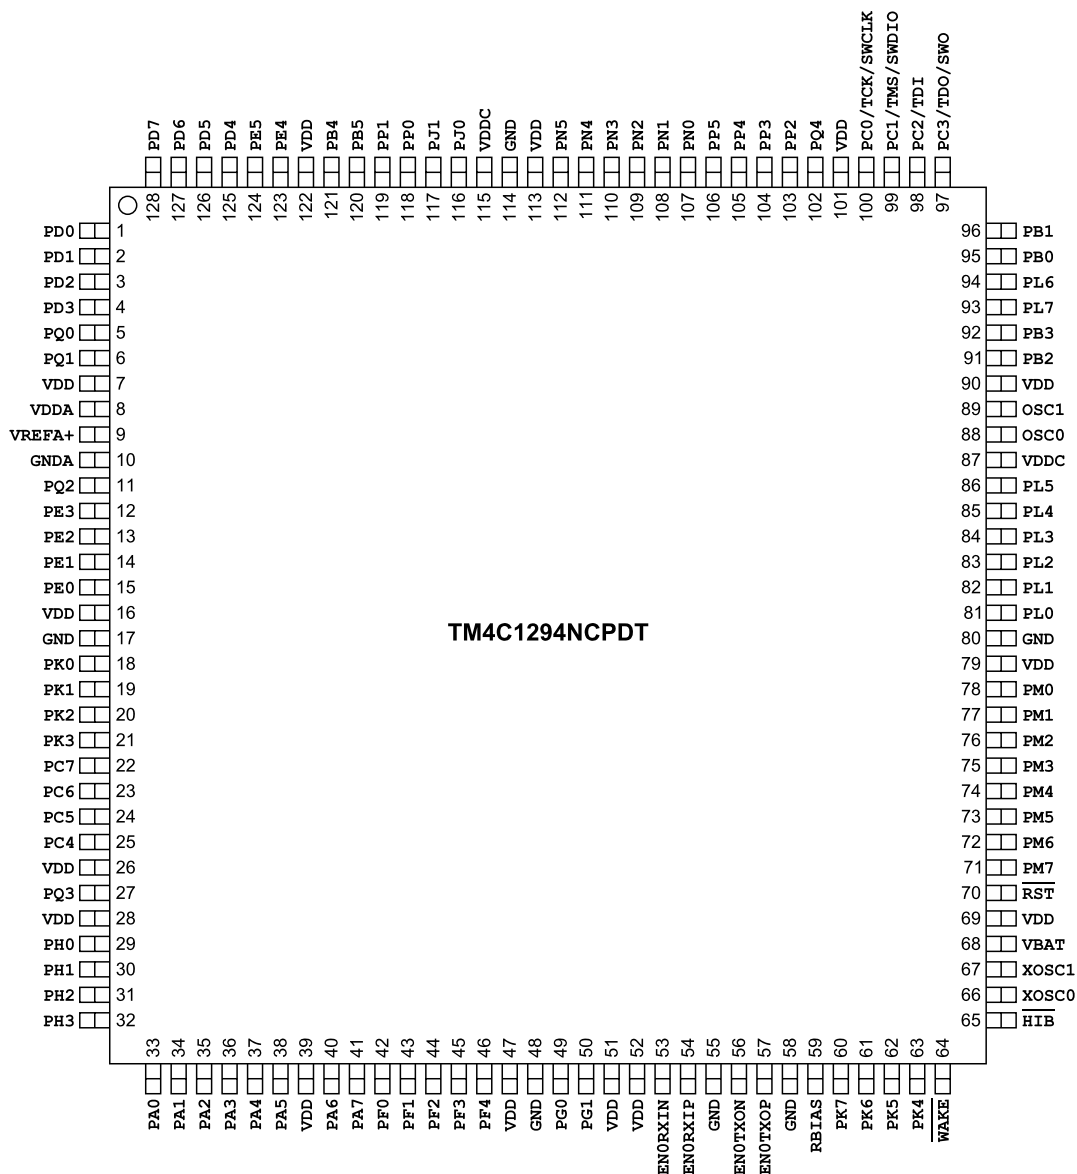 PD7 PD6 PD5 PD4 PE5 PE4 VDD PB4 PB5 PP1 PP0 PJ1 PJ0 VDDC GND VDD PN5 PN4 PN3 PN2 PN1 PN0 PP5 PP4 PP3 PP2 PQ4 VDD PC0/TCK/SWCLK PC1/TMS/SWDIO PC2/TDI PC3/TDO/SWO
128 127 126 125 124 123 122 121 120 119 118 117 116 115 114 113 112 111 110 109 108 107 106 105 104 103 102 101 100 99 98 97
PD0 1 96 PB1
PD1 2 95 PB0
PD2 3 94 PL6
PD3 4 93 PL7
PQ0 5 92 PB3
PQ1 6 91 PB2
VDD 7 90 VDD
VDDA 8 89 OSC1
VREFA+ 9 88 OSC0
GNDA 10 87 VDDC
PQ2 11 86 PL5
PE3 12 85 PL4
PE2 13 84 PL3
PE1 14 83 PL2
PE0 15 82 PL1
VDD 16 81 PL0
TM4C1294NCPDT
GND 17 80 GND
PK0 18 79 VDD
PK1 19 78 PM0
PK2 20 77 PM1
PK3 21 76 PM2
PC7 22 75 PM3
PC6 23 74 PM4
PC5 24 73 PM5
PC4 25 72 PM6
VDD 26 71 PM7
PQ3 27 70 RST
VDD 28 69 VDD
PH0 29 68 VBAT
PH1 30 67 XOSC1
PH2 31 66 XOSC0
PH3 32 65 HIB
33 34 35 36 37 38 39 40 41 42 43 44 45 46 47 48 49 50 51 52 53 54 55 56 57 58 59 60 61 62 63 64
PA0 PA1 PA2 PA3 PA4 PA5 VDD PA6 PA7 PF0 PF1 PF2 PF3 PF4 VDD GND PG0 PG1 VDD VDD EN0RXIN EN0RXIP GND EN0TXON EN0TXOP GND RBIAS PK7 PK6 PK5 PK4 WAKE